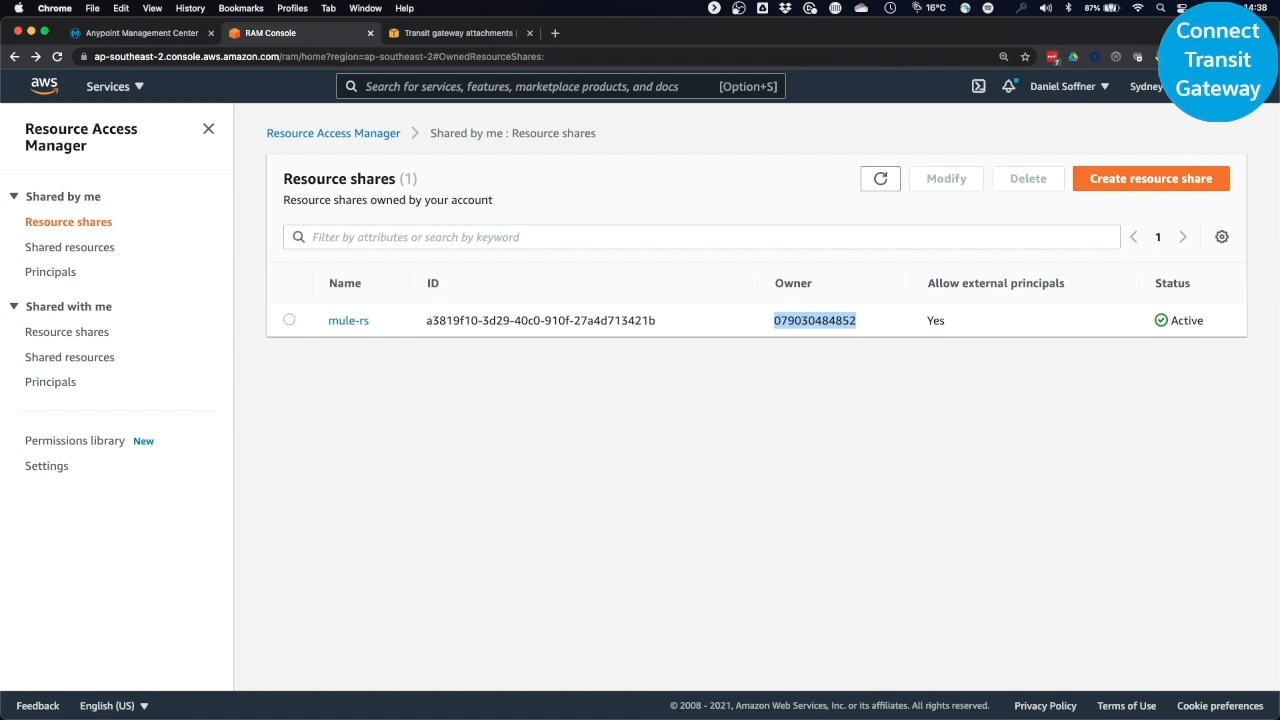 Chrome File Edit View History Bookmarks Profiles Tab Window Help 16°C 87% 14:38
Anypoint Management Center
RAM Console
Transit gateway attachments
ap-southeast-2.console.aws.amazon.com/ram/home?region=ap-southeast-2#OwnedResourceShares:
7
Connect
Transit
Gateway
aws
Services
Search for services, features, marketplace products, and docs [Option+S]
Daniel Soffner
Sydney
Resource Access
Manager
Shared by me
Resource shares
Shared resources
Principals
Shared with me
Resource shares
Shared resources
Principals
Permissions library New
Settings
Resource Access Manager
Shared by me : Resource shares
Resource shares (1)
Resource shares owned by your account
Modify
Delete
Create resource share
Filter by attributes or search by keyword
1
Name ID Owner Allow external principals Status
mule-rs a3819f10-3d29-40c0-910f-27a4d713421b 079030484852 Yes Active
Feedback English (US) © 2008 - 2021, Amazon Web Services, Inc. or its affiliates. All rights reserved. Privacy Policy Terms of Use Cookie preferences